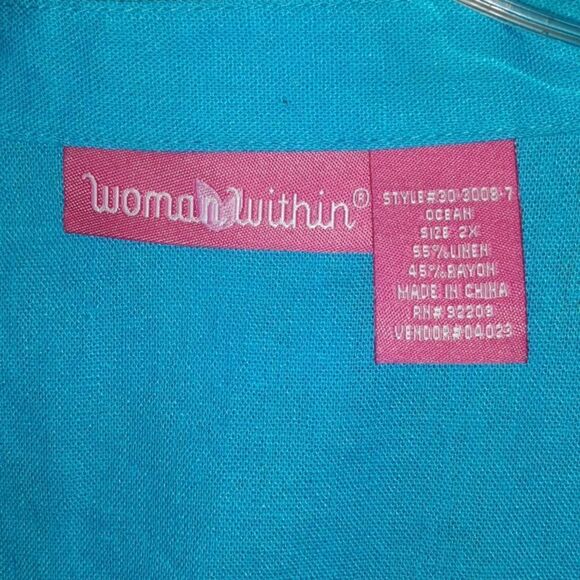 woman within®
STYLE#30-3008-7
OCEAN
SIZE 2X
55%LINEN
45%RAYON
MADE IN CHINA
RN# 92209
VENDOR#04023